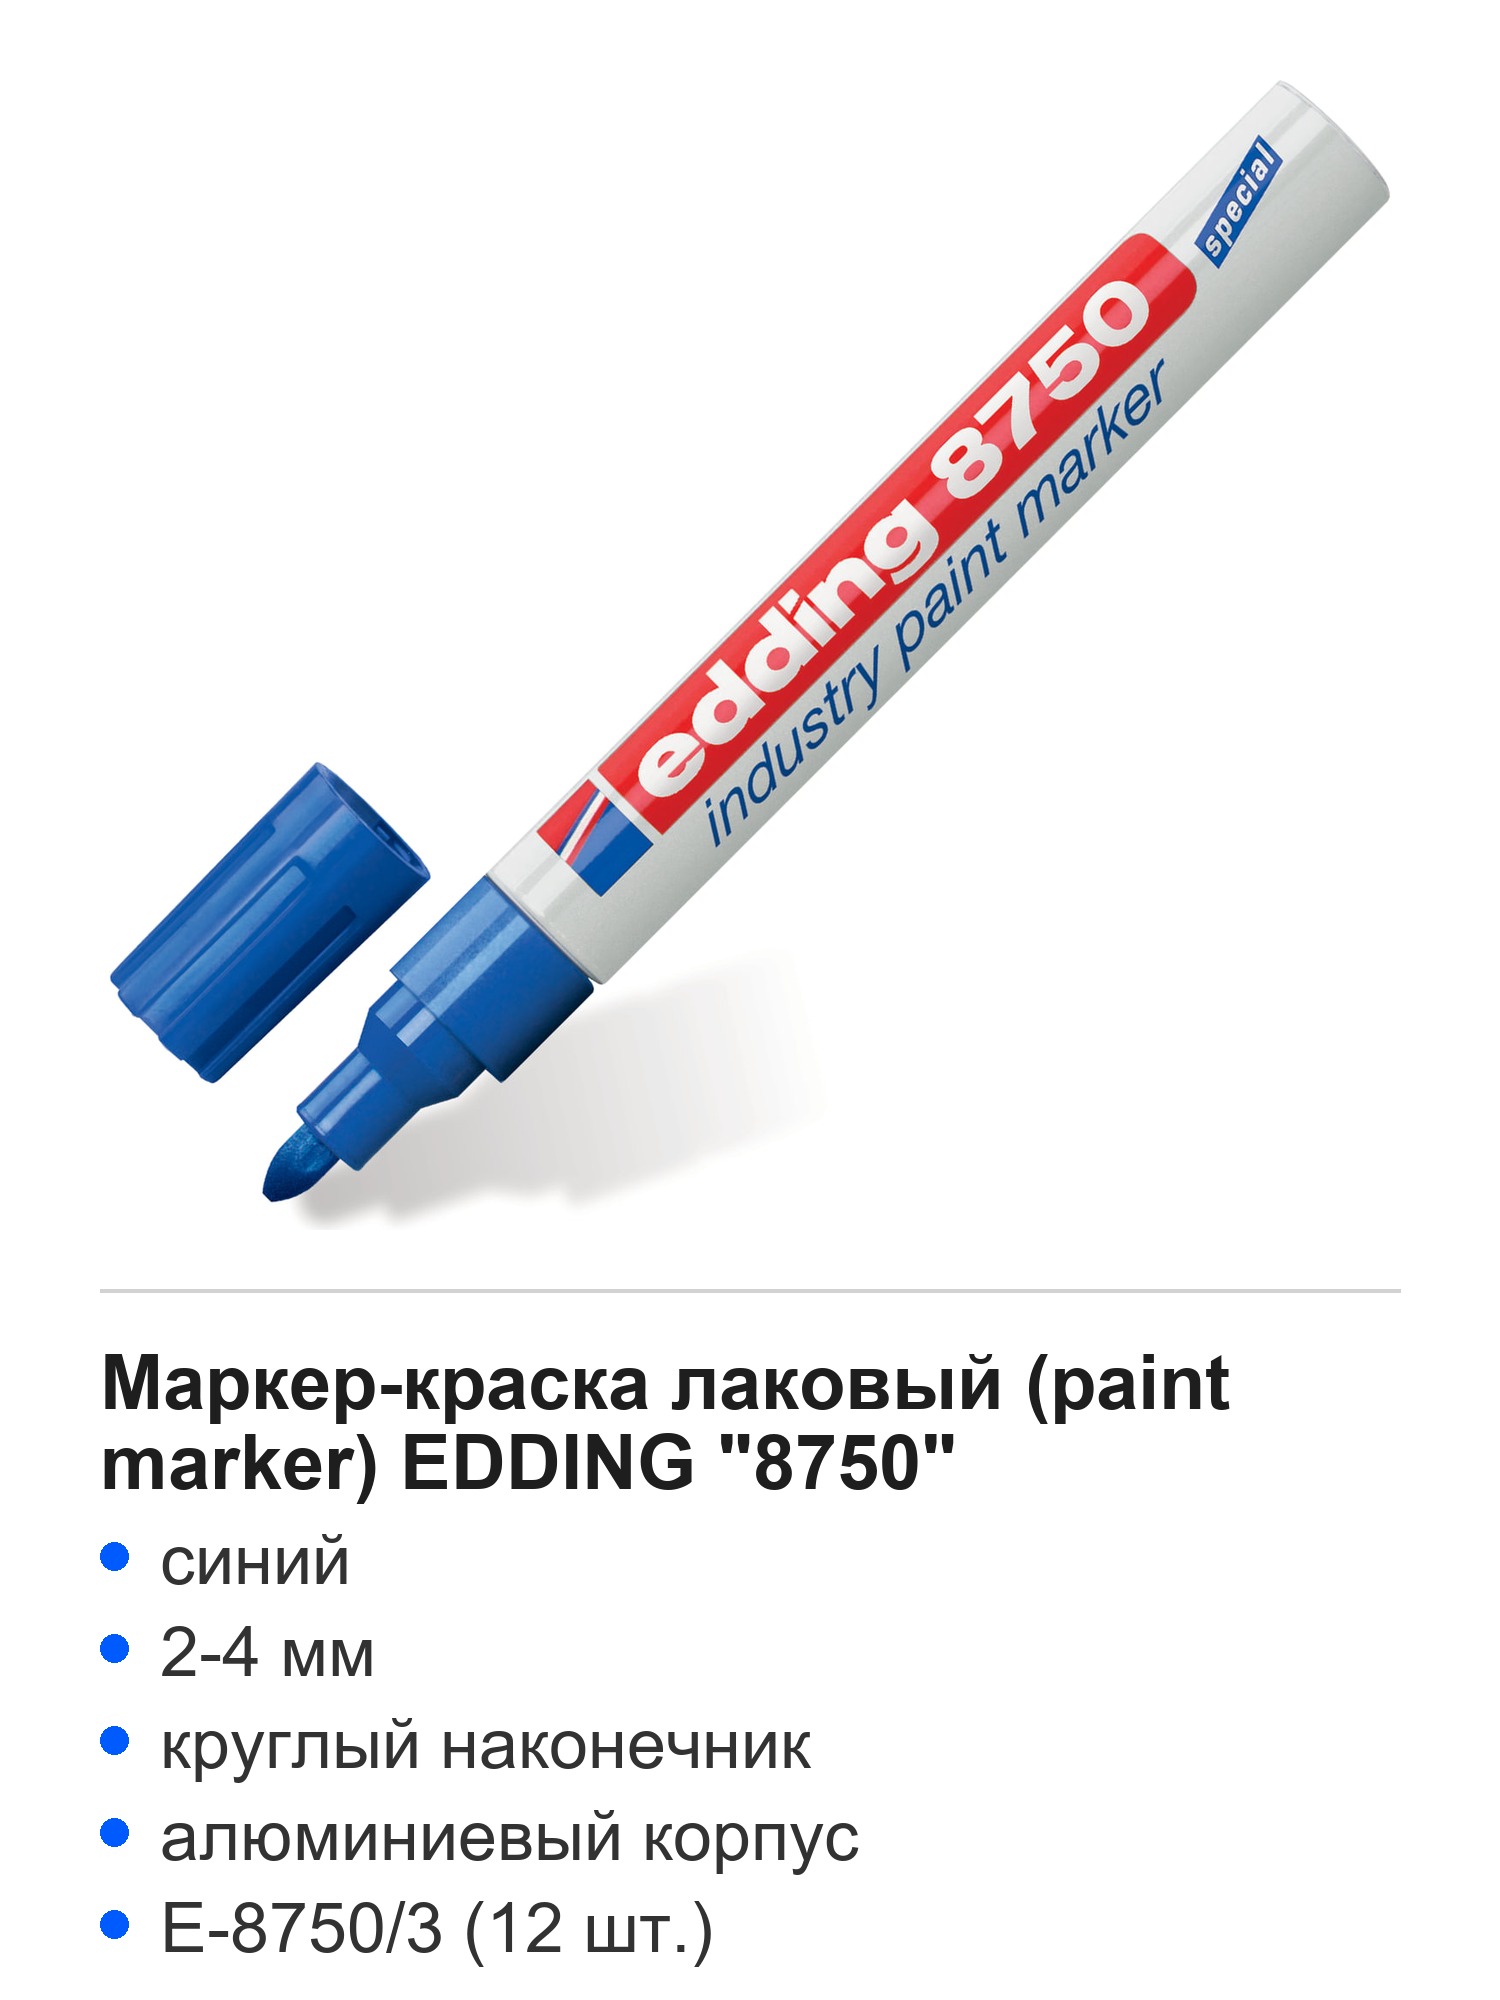 special
edding 8750
industry paint marker
Маркер-краска лаковый (paint
marker) EDDING "8750"
синий
2-4 мм
круглый наконечник
алюминиевый корпус
E-8750/3 (12 шт.)